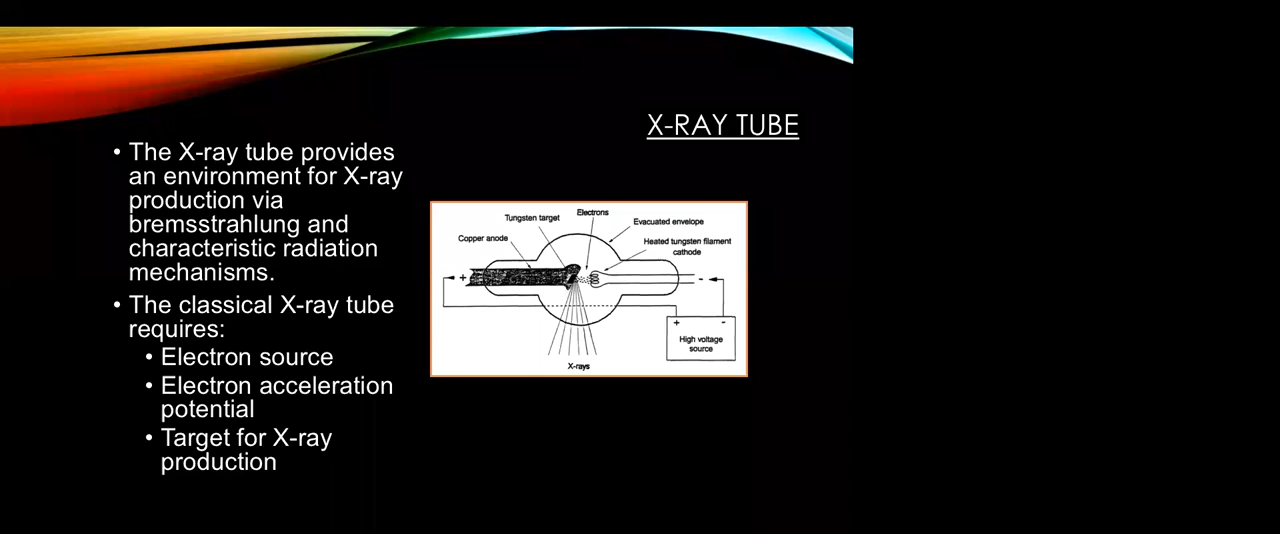 X-RAY TUBE
• The X-ray tube provides
an environment for X-ray
production via
bremsstrahlung and
characteristic radiation
mechanisms.
• The classical X-ray tube
requires:
• Electron source
• Electron acceleration
potential
• Target for X-ray
production
Electrons
Tungsten target
Evacuated envelope
Copper anode
Heated tungsten filament
cathode
+
-
+ -
High voltage
source
X-rays